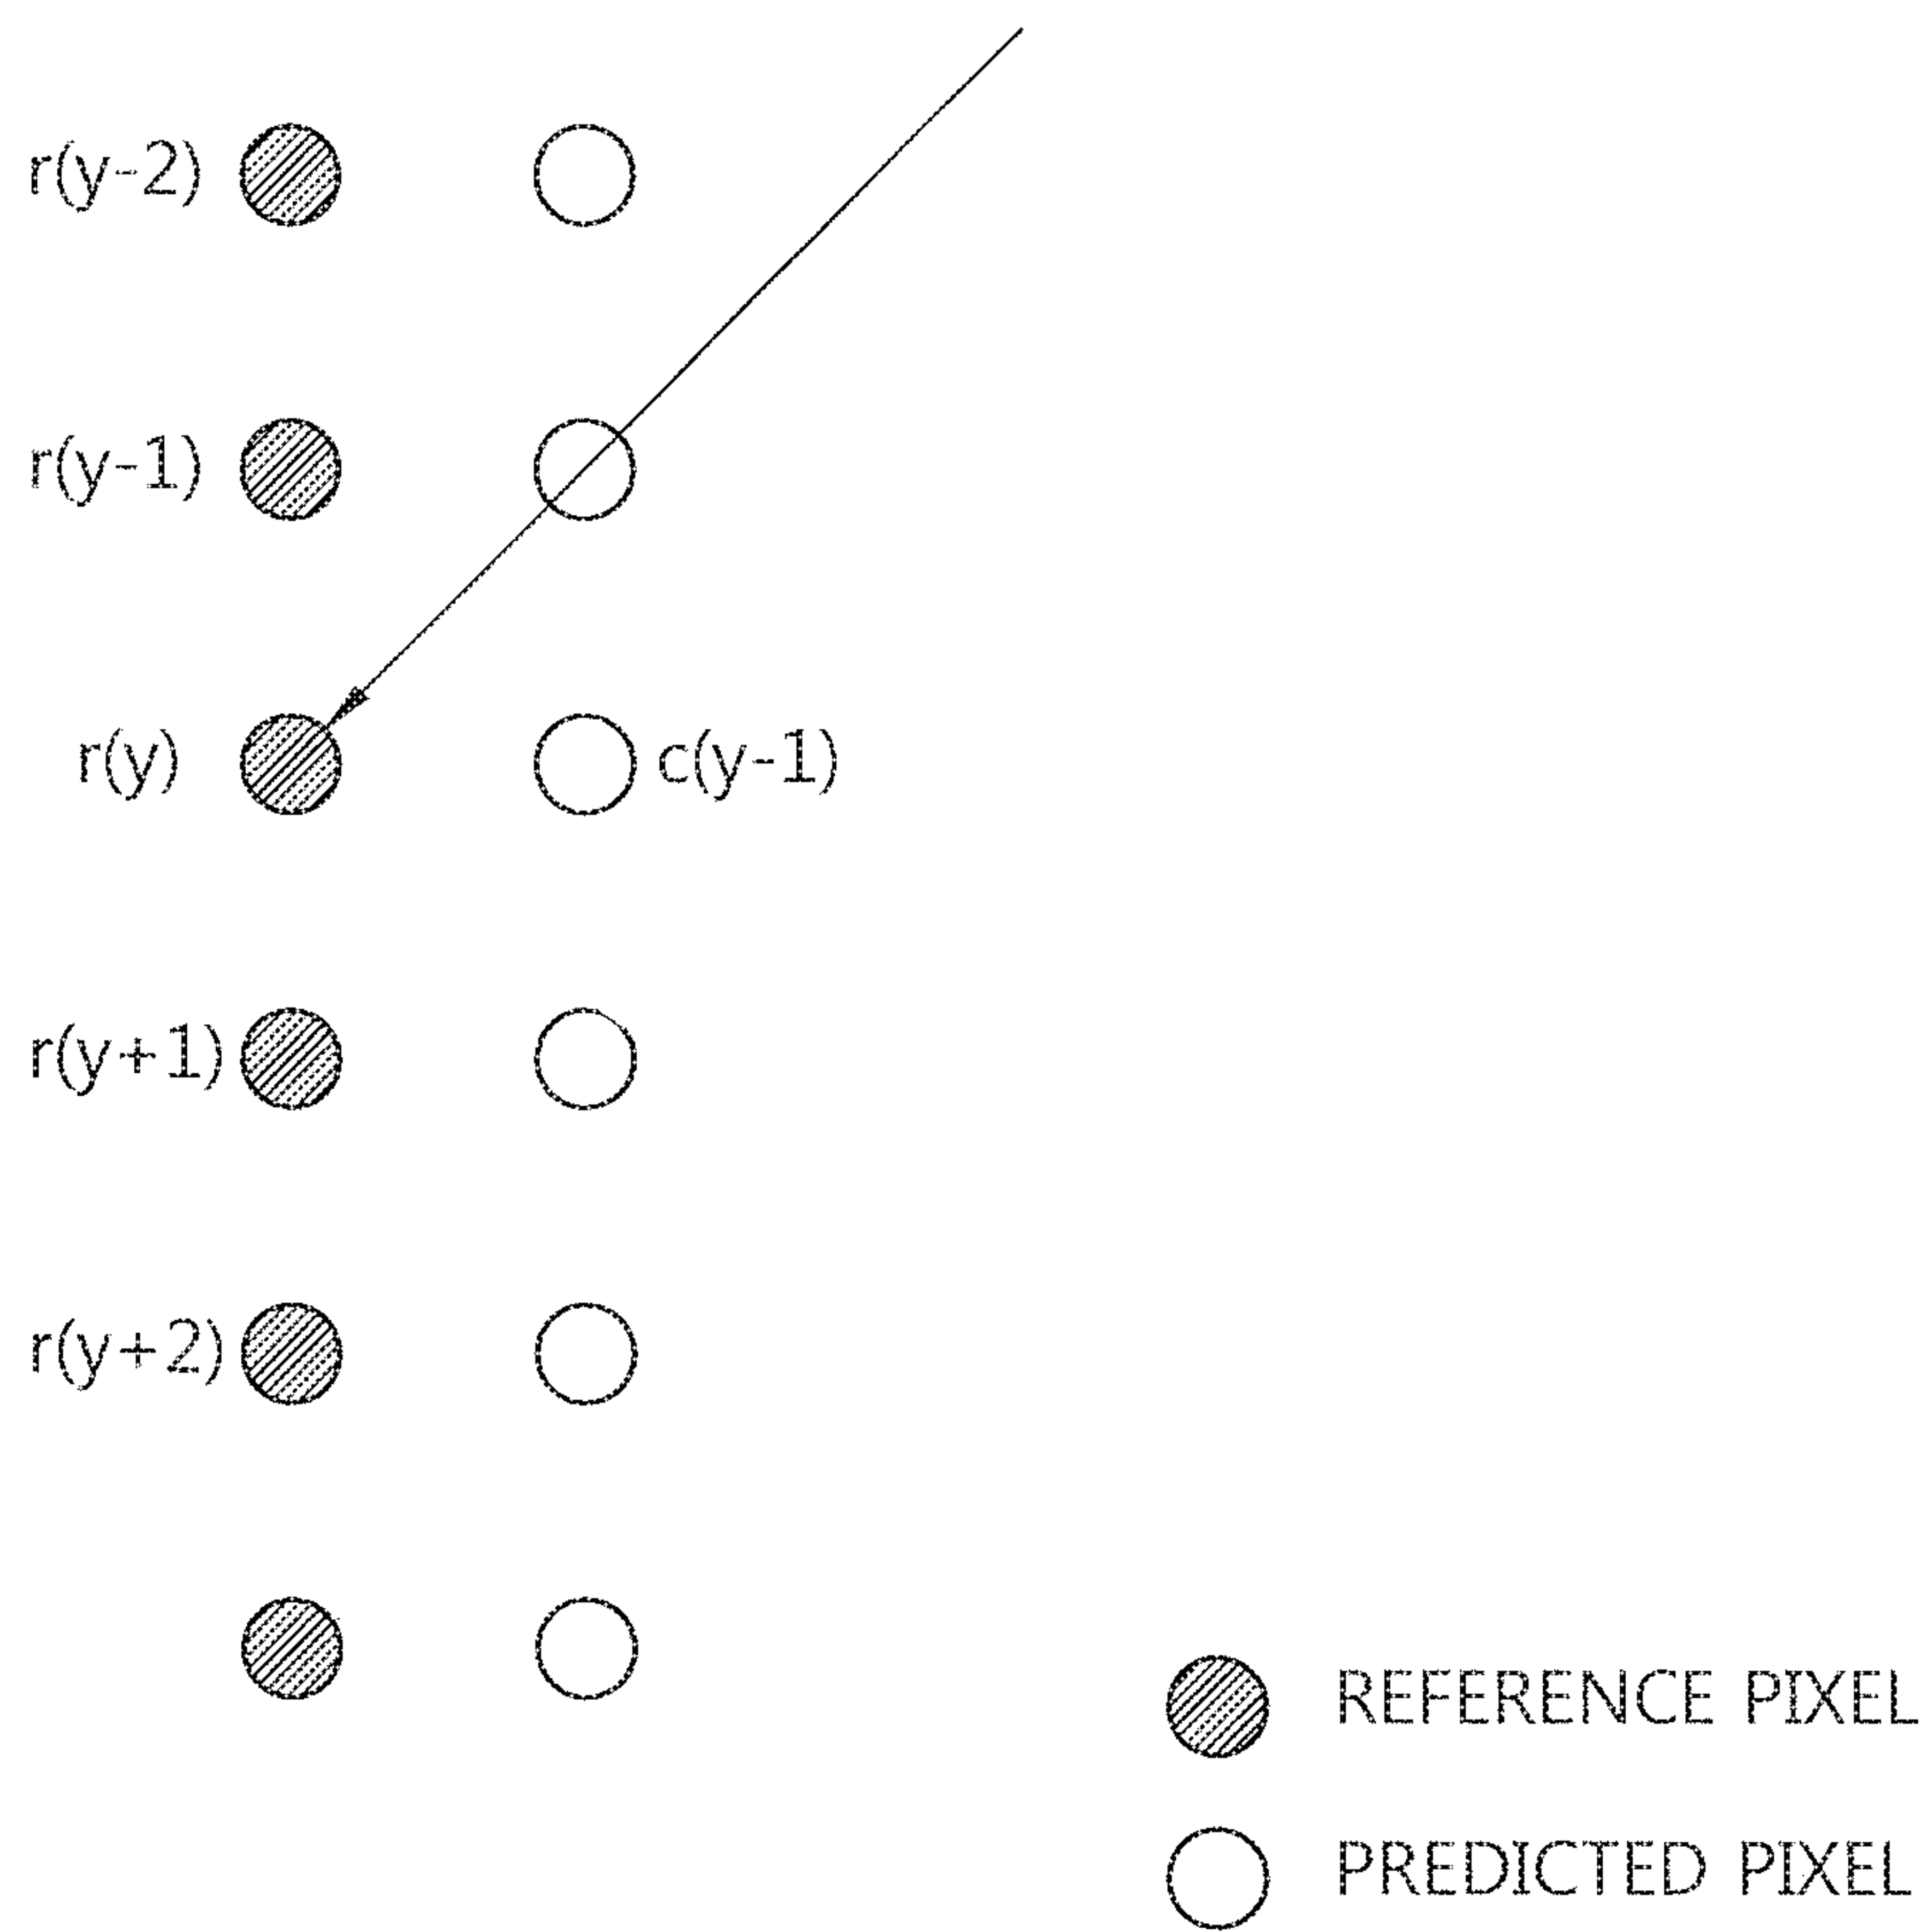 r(y-2)
r(y-1)
r(y)
c(y-1)
r(y+1)
r(y+2)
REFERENCE PIXEL
PREDICTED PIXEL